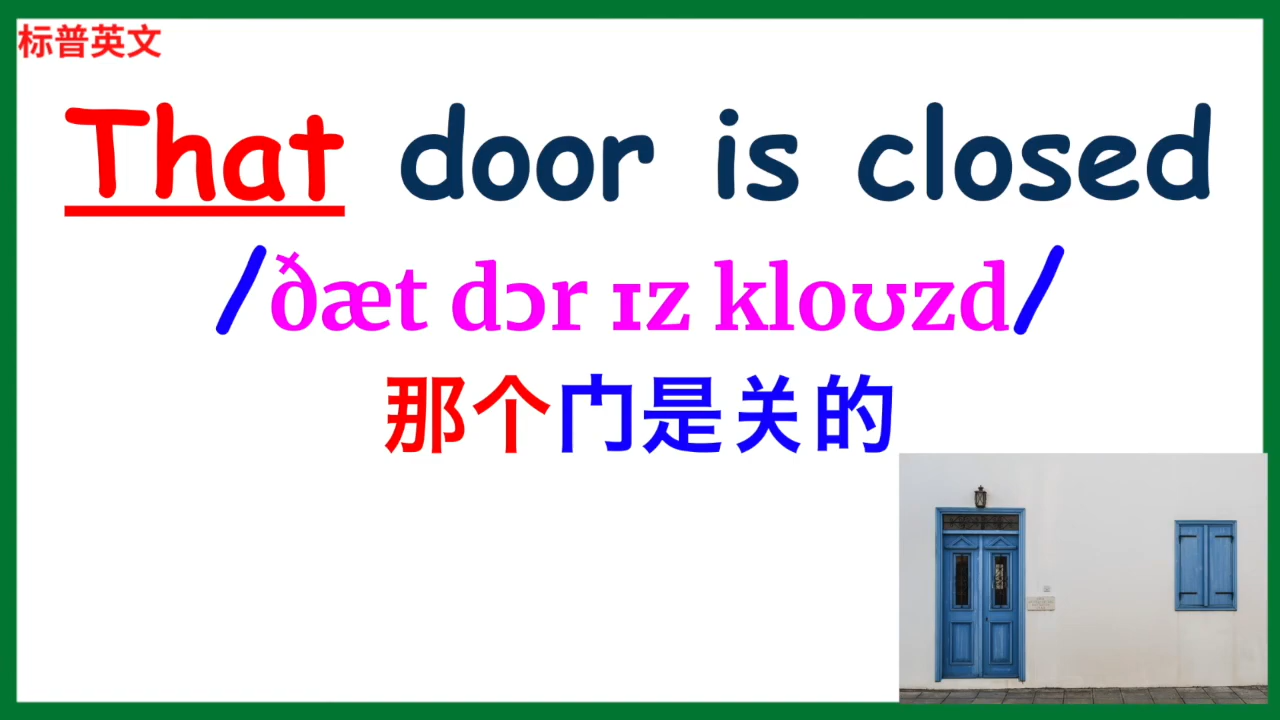 标普英文
That door is closed
/ðæt dɔr ɪz kloʊzd/
那个门是关的